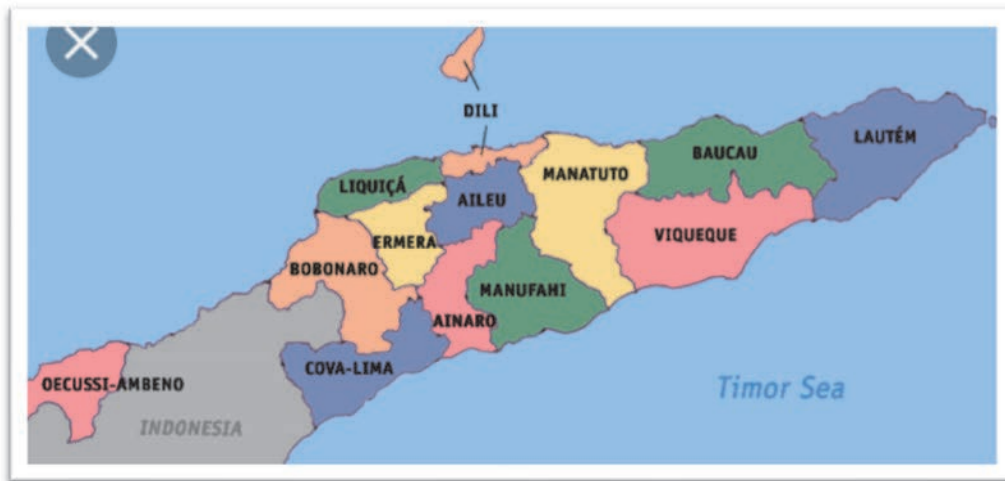 DILI
LAUTÉM
BAUCAU
MANATUTO
LIQUIÇÁ
AILEU
VIQUEQUE
ERMERA
BOBONARO
MANUFAHI
AINARO
COVA-LIMA
OECUSSI-AMBENO
Timor Sea
INDONESIA